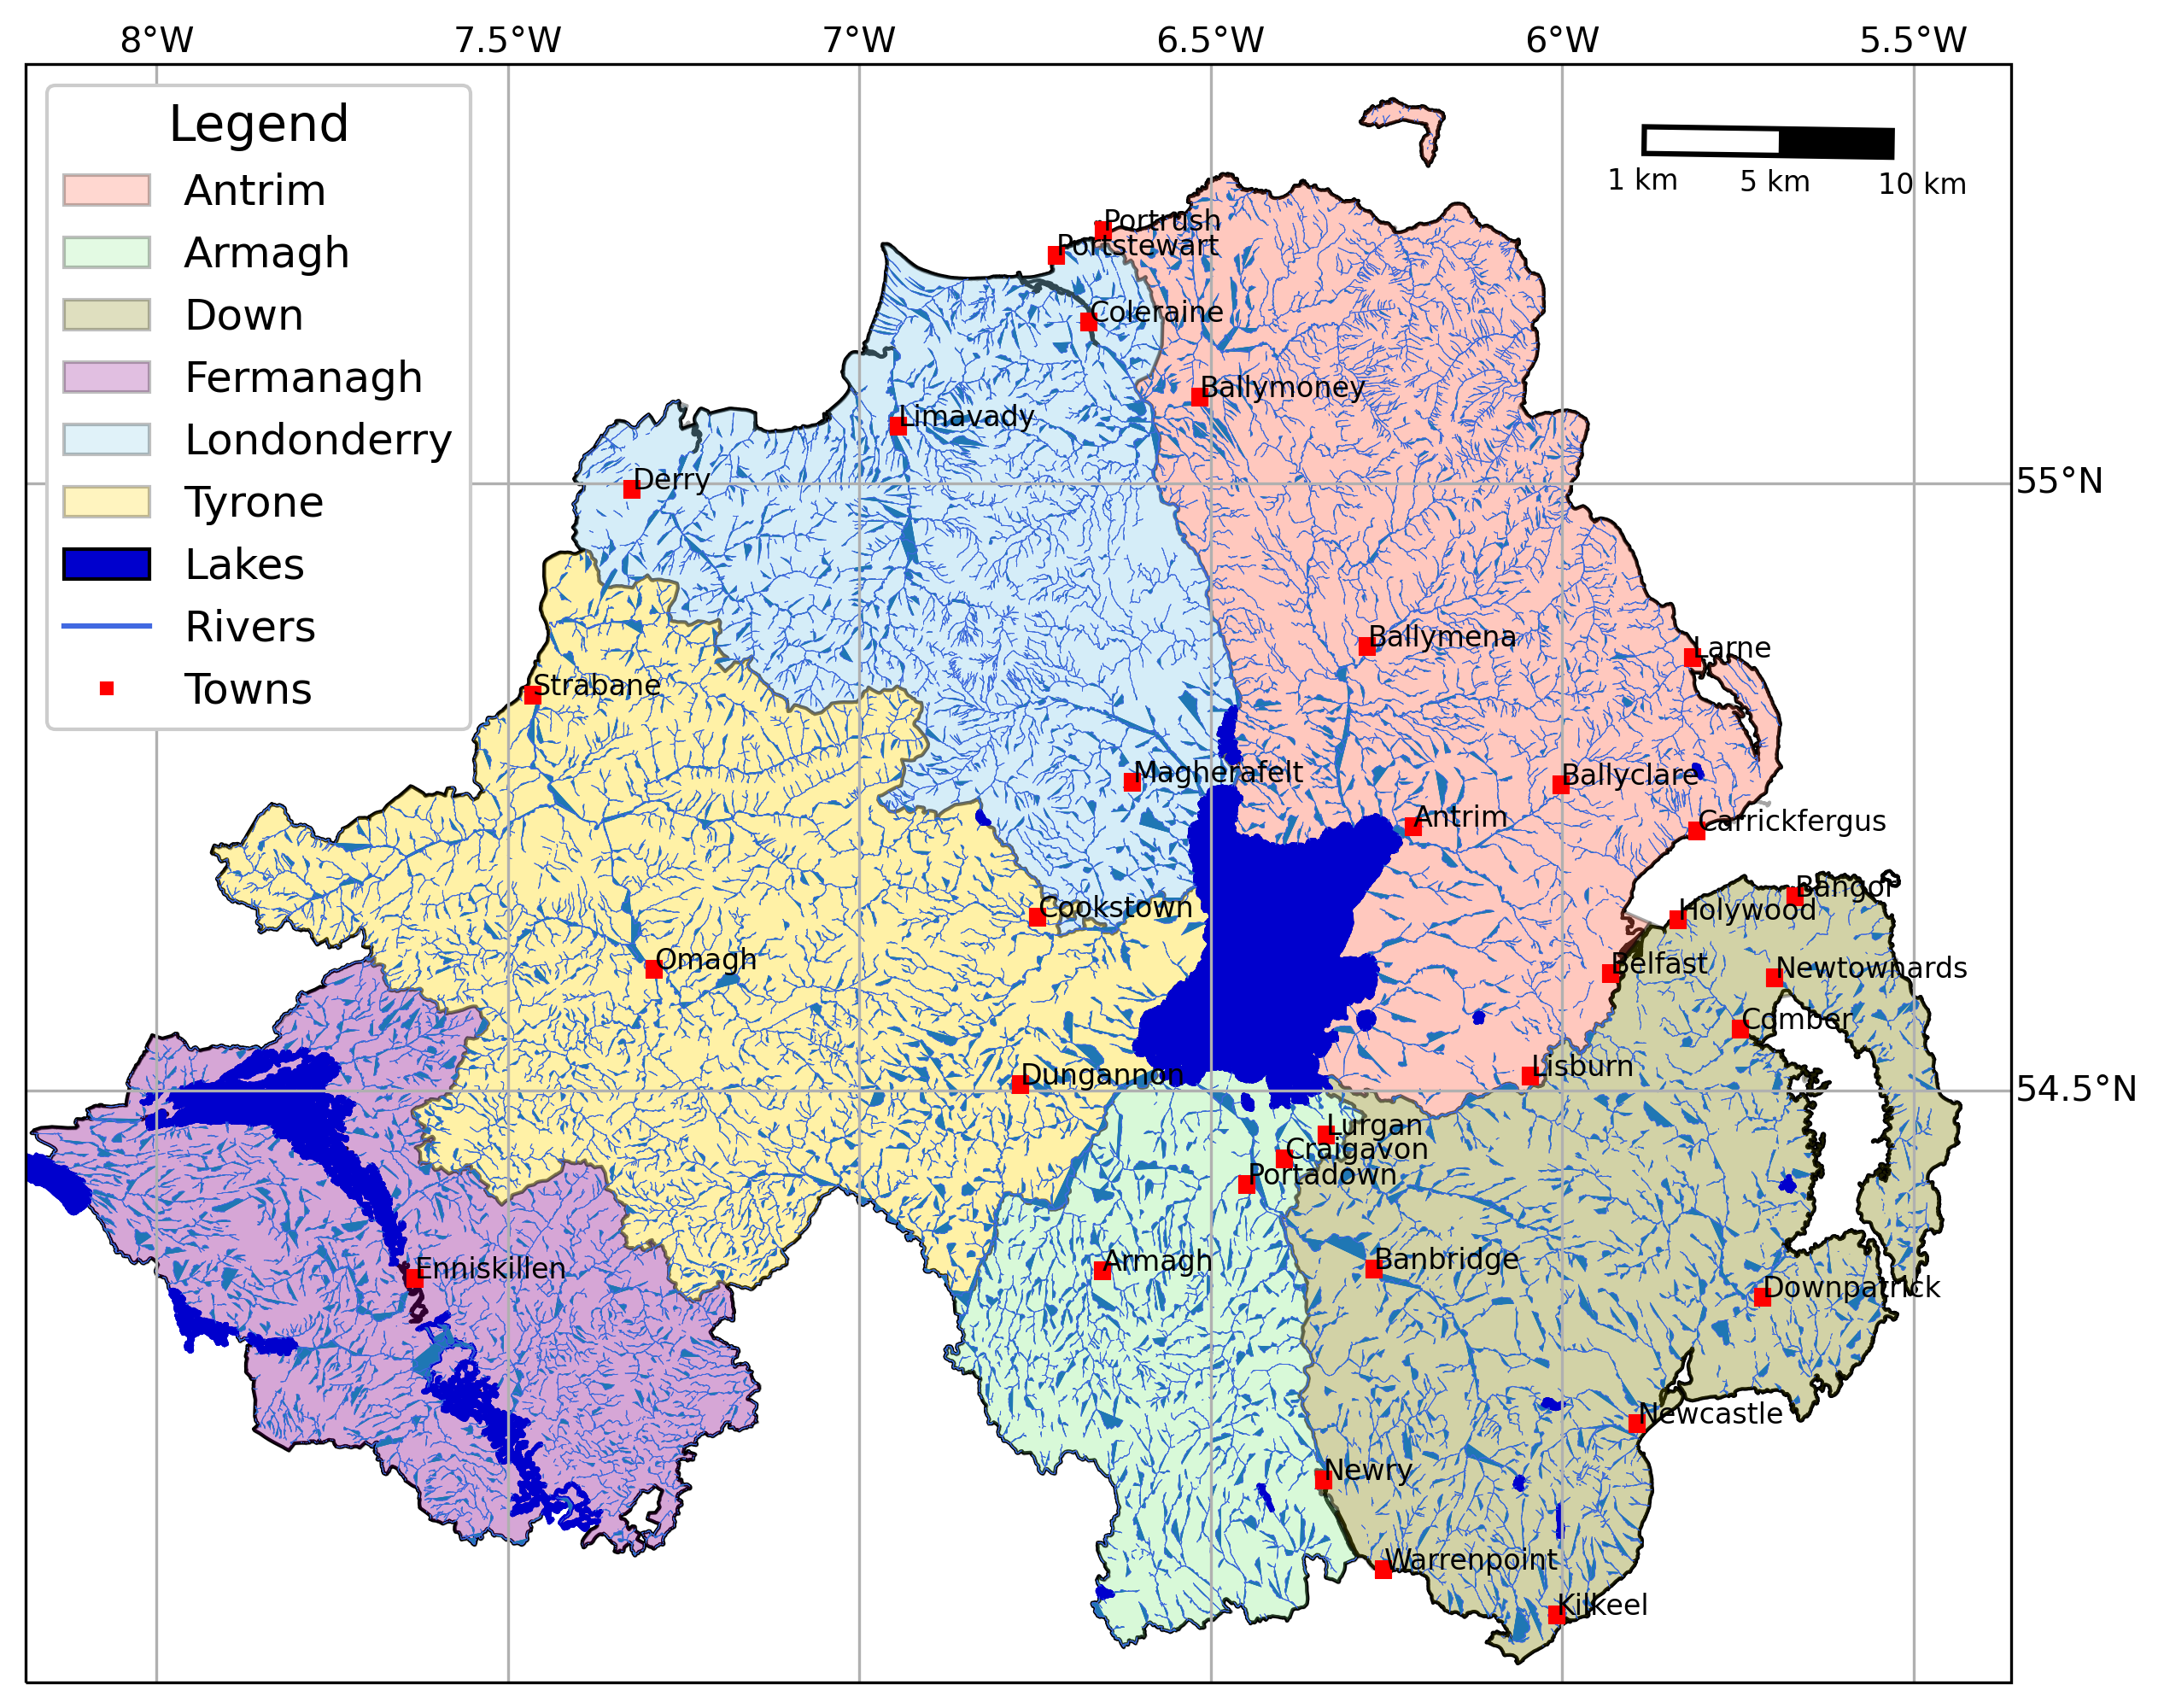 8°W 7.5°W 7°W 6.5°W 6°W 5.5°W
Legend
Antrim
Armagh
Down
Fermanagh
Londonderry
Tyrone
Lakes
Rivers
Towns
1 km 5 km 10 km
Portrush
Portstewart
Coleraine
Ballymoney
Limavady
Derry
55°N
Ballymena
Larne
Strabane
Magherafelt
Ballyclare
Antrim
Carrickfergus
Bangor
Cookstown
Holywood
Omagh
Belfast
Newtownards
Comber
Lisburn
Dungannon
54.5°N
Lurgan
Craigavon
Portadown
Armagh
Banbridge
Enniskillen
Downpatrick
Newcastle
Newry
Warrenpoint
Kilkeel